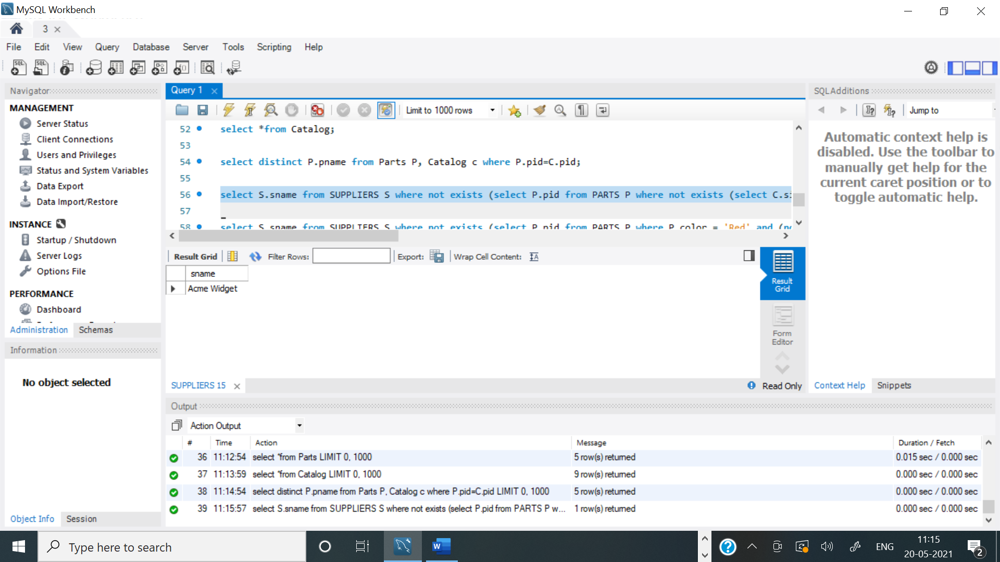 MySQL Workbench
3
File Edit View Query Database Server Tools Scripting Help
Navigator
MANAGEMENT
Server Status
Client Connections
Users and Privileges
Status and System Variables
Data Export
Data Import/Restore
INSTANCE
Startup / Shutdown
Server Logs
Options File
PERFORMANCE
Dashboard
Administration Schemas
Information
No object selected
Object Info Session
Query 1
Limit to 1000 rows
52 select *from Catalog;
53
54 select distinct P.pname from Parts P, Catalog c where P.pid=C.pid;
55
56 select S.sname from SUPPLIERS S where not exists (select P.pid from PARTS P where not exists (select C.si
57
58 select S.sname from SUPPLIERS S where not exists (select P.pid from PARTS P where P.color = 'Red' and (no
Result Grid Filter Rows: Export: Wrap Cell Content:
sname
Acme Widget
Result Grid
Form Editor
SUPPLIERS 15
Read Only
SQLAdditions
Jump to
Automatic context help is
disabled. Use the toolbar to
manually get help for the
current caret position or to
toggle automatic help.
Context Help Snippets
Output
Action Output
# Time Action Message Duration / Fetch
36 11:12:54 select *from Parts LIMIT 0, 1000 5 row(s) returned 0.015 sec / 0.000 sec
37 11:13:59 select *from Catalog LIMIT 0, 1000 9 row(s) returned 0.000 sec / 0.000 sec
38 11:14:54 select distinct P.pname from Parts P, Catalog c where P.pid=C.pid LIMIT 0, 1000 5 row(s) returned 0.000 sec / 0.000 sec
39 11:15:57 select S.sname from SUPPLIERS S where not exists (select P.pid from PARTS P w... 1 row(s) returned 0.000 sec / 0.000 sec
Type here to search
ENG
11:15
20-05-2021
2